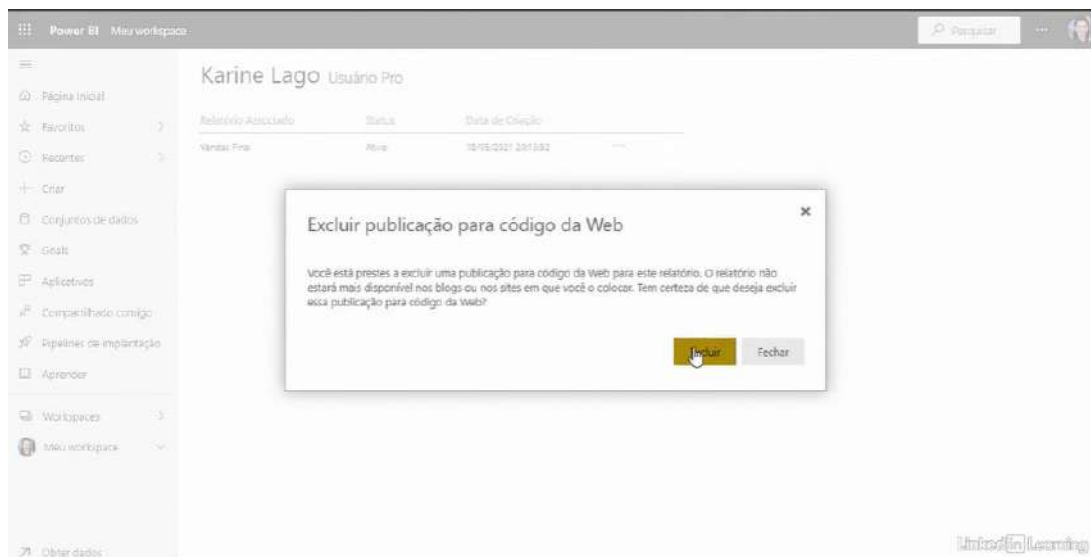 Power BI Meu workspace
Pesquisar
Karine Lago Usuário Pro
Página Inicial
Favoritos
Recentes
Criar
Conjuntos de dados
Goals
Aplicativos
Compartilhado comigo
Pipelines de implantação
Aprender
Workspaces
Meu workspace
Obter dados
Relatório Associado Status Data de Criação
Vendas Final Ativo
Excluir publicação para código da Web
Você está prestes a excluir uma publicação para código da Web para este relatório. O relatório não
estará mais disponível nos blogs ou nos sites em que você o colocar. Tem certeza de que deseja excluir
essa publicação para código da Web?
Excluir Fechar
LinkedIn Learning